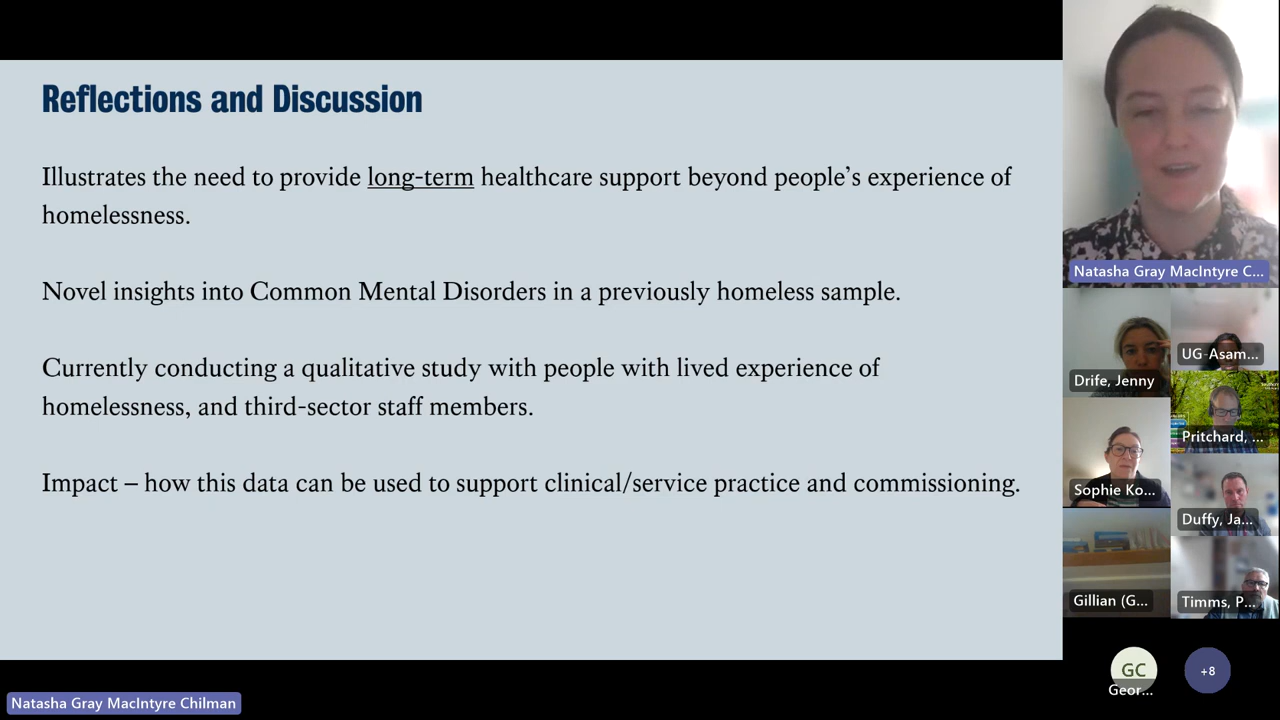 Reflections and Discussion
Illustrates the need to provide long-term healthcare support beyond people’s experience of
homelessness.
Novel insights into Common Mental Disorders in a previously homeless sample.
Currently conducting a qualitative study with people with lived experience of
homelessness, and third-sector staff members.
Impact – how this data can be used to support clinical/service practice and commissioning.
Natasha Gray MacIntyre C...
Drife, Jenny
UG-Asam...
Pritchard, ...
Sophie Ko...
Duffy, Ja...
Gillian (G...
Timms, P...
GC
Geor...
+8
Natasha Gray MacIntyre Chilman